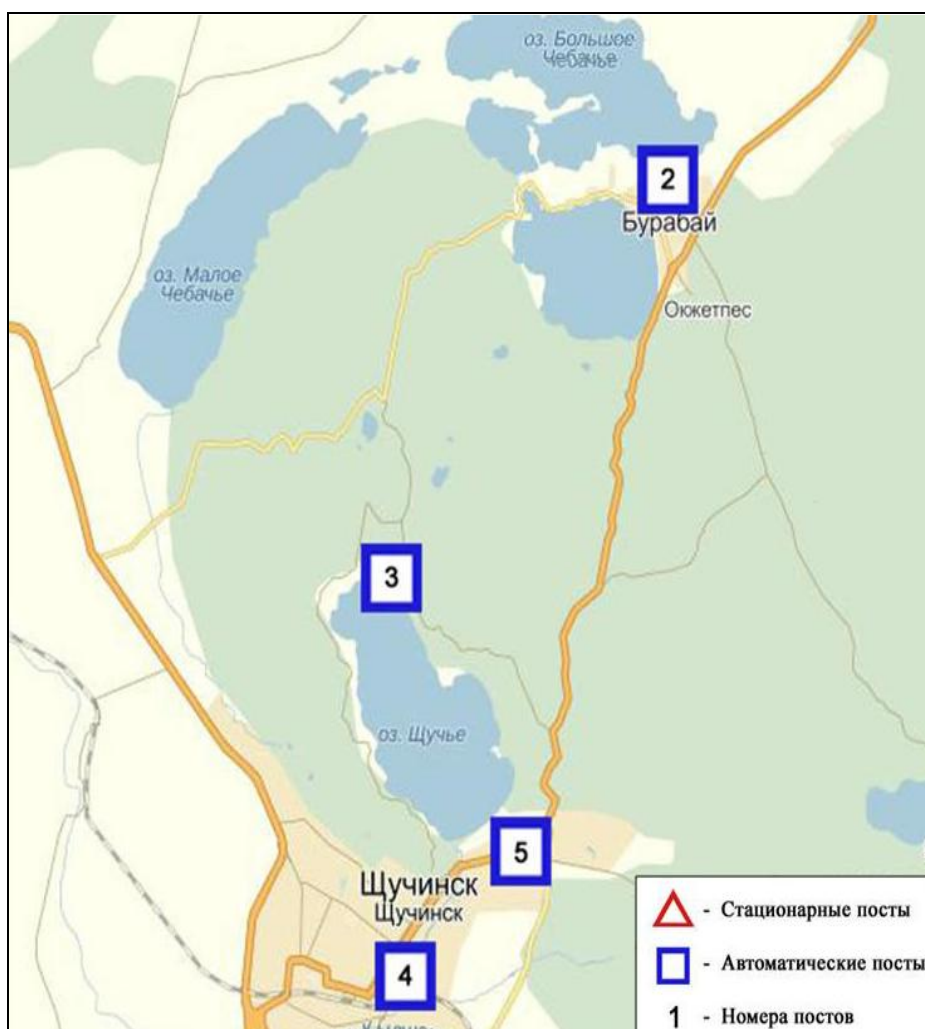 оз. Большое
Чебачье
2
Бурабай
оз. Малое
Чебачье
Окжетпес
3
оз. Щучье
5
Щучинск
Щучинск
4
- Стационарные посты
- Автоматические посты
1 - Номера постов